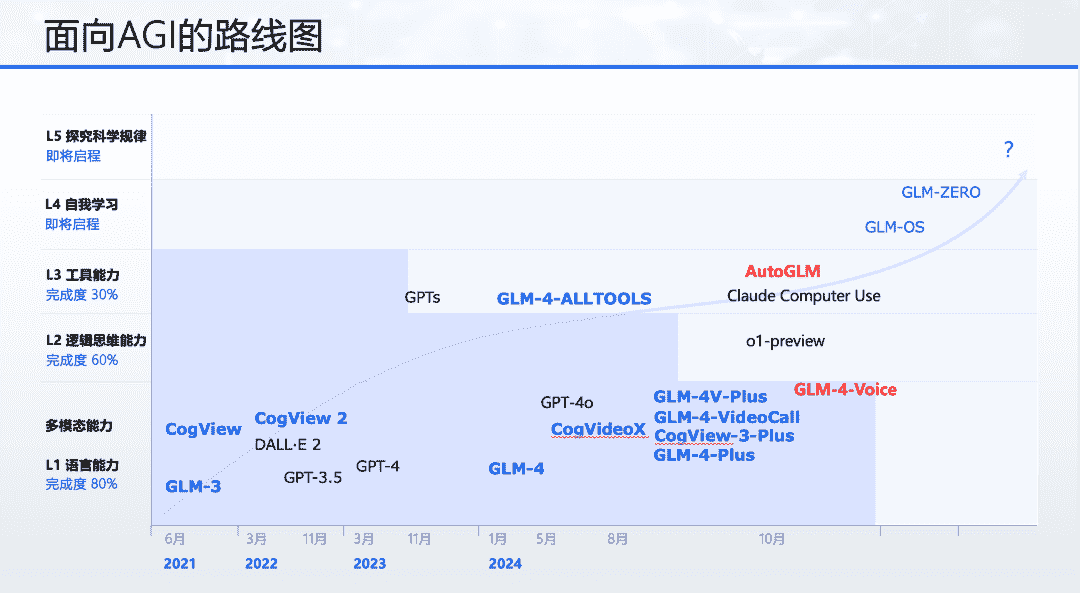 面向AGI的路线图
L5 探究科学规律
即将启程
?
L4 自我学习
即将启程
GLM-ZERO
GLM-OS
L3 工具能力
完成度 30%
GPTs
GLM-4-ALLTOOLS
AutoGLM
Claude Computer Use
L2 逻辑思维能力
完成度 60%
o1-preview
多模态能力
CogView
CogView 2
DALL·E 2
GPT-4o
CogVideoX
GLM-4V-Plus
GLM-4-VideoCall
CogView-3-Plus
GLM-4-Plus
GLM-4-Voice
L1 语言能力
完成度 80%
GLM-3
GPT-3.5
GPT-4
GLM-4
6月 3月 11月 3月 11月 1月 5月 8月 10月
2021 2022 2023 2024